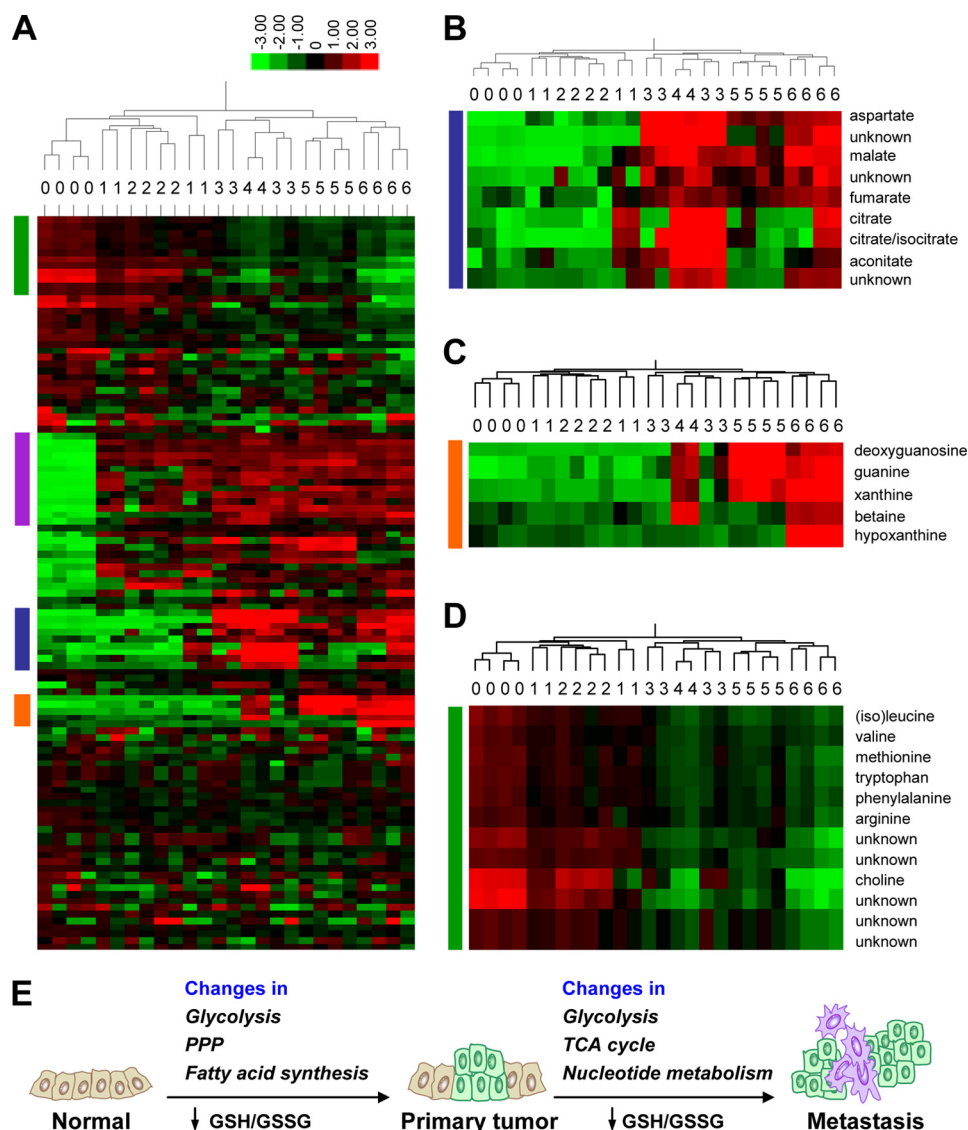 A
-3.00
-2.00
-1.00
0
1.00
2.00
3.00
0 0 0 0 1 1 2 2 2 2 1 1 3 3 4 4 3 3 5 5 5 5 6 6 6 6
B
0 0 0 0 1 1 2 2 2 2 1 1 3 3 4 4 3 3 5 5 5 5 6 6 6 6
aspartate
unknown
malate
unknown
fumarate
citrate
citrate/isocitrate
aconitate
unknown
C
0 0 0 0 1 1 2 2 2 2 1 1 3 3 4 4 3 3 5 5 5 5 6 6 6 6
deoxyguanosine
guanine
xanthine
betaine
hypoxanthine
D
0 0 0 0 1 1 2 2 2 2 1 1 3 3 4 4 3 3 5 5 5 5 6 6 6 6
(iso)leucine
valine
methionine
tryptophan
phenylalanine
arginine
unknown
unknown
choline
unknown
unknown
unknown
E
Changes in
Glycolysis
PPP
Fatty acid synthesis
↓ GSH/GSSG
Changes in
Glycolysis
TCA cycle
Nucleotide metabolism
↓ GSH/GSSG
Normal
Primary tumor
Metastasis